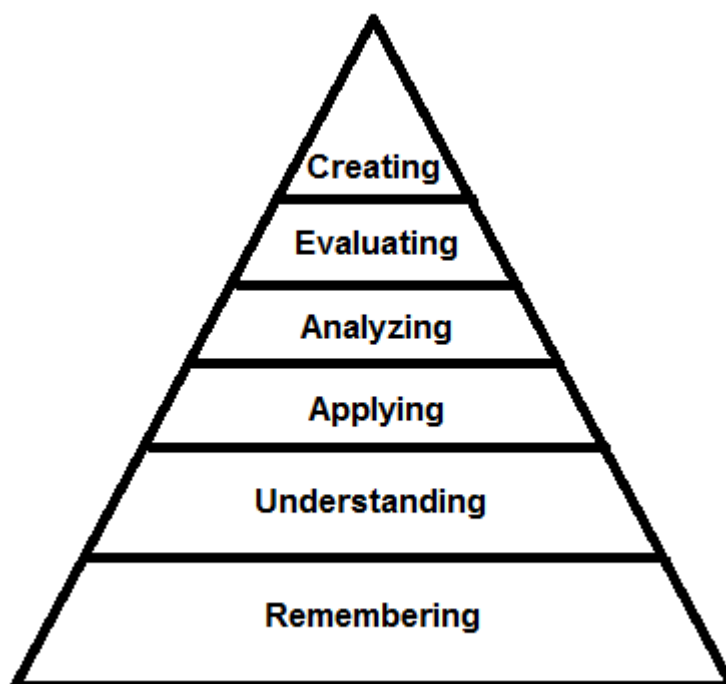 Creating
Evaluating
Analyzing
Applying
Understanding
Remembering